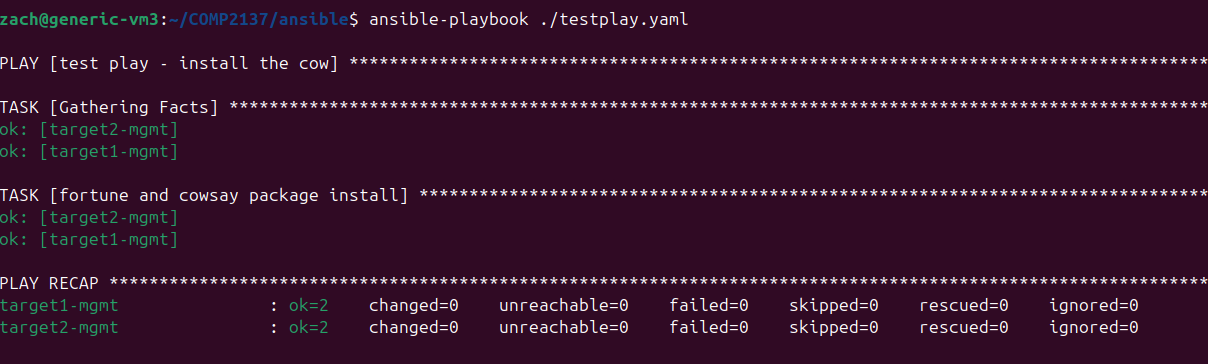 zach@generic-vm3:~/COMP2137/ansible$ ansible-playbook ./testplay.yaml
PLAY [test play - install the cow] **************************************************************************************
TASK [Gathering Facts] **************************************************************************************************
ok: [target2-mgmt]
ok: [target1-mgmt]
TASK [fortune and cowsay package install] *******************************************************************************
ok: [target2-mgmt]
ok: [target1-mgmt]
PLAY RECAP **************************************************************************************************************
target1-mgmt               : ok=2    changed=0    unreachable=0    failed=0    skipped=0    rescued=0    ignored=0
target2-mgmt               : ok=2    changed=0    unreachable=0    failed=0    skipped=0    rescued=0    ignored=0